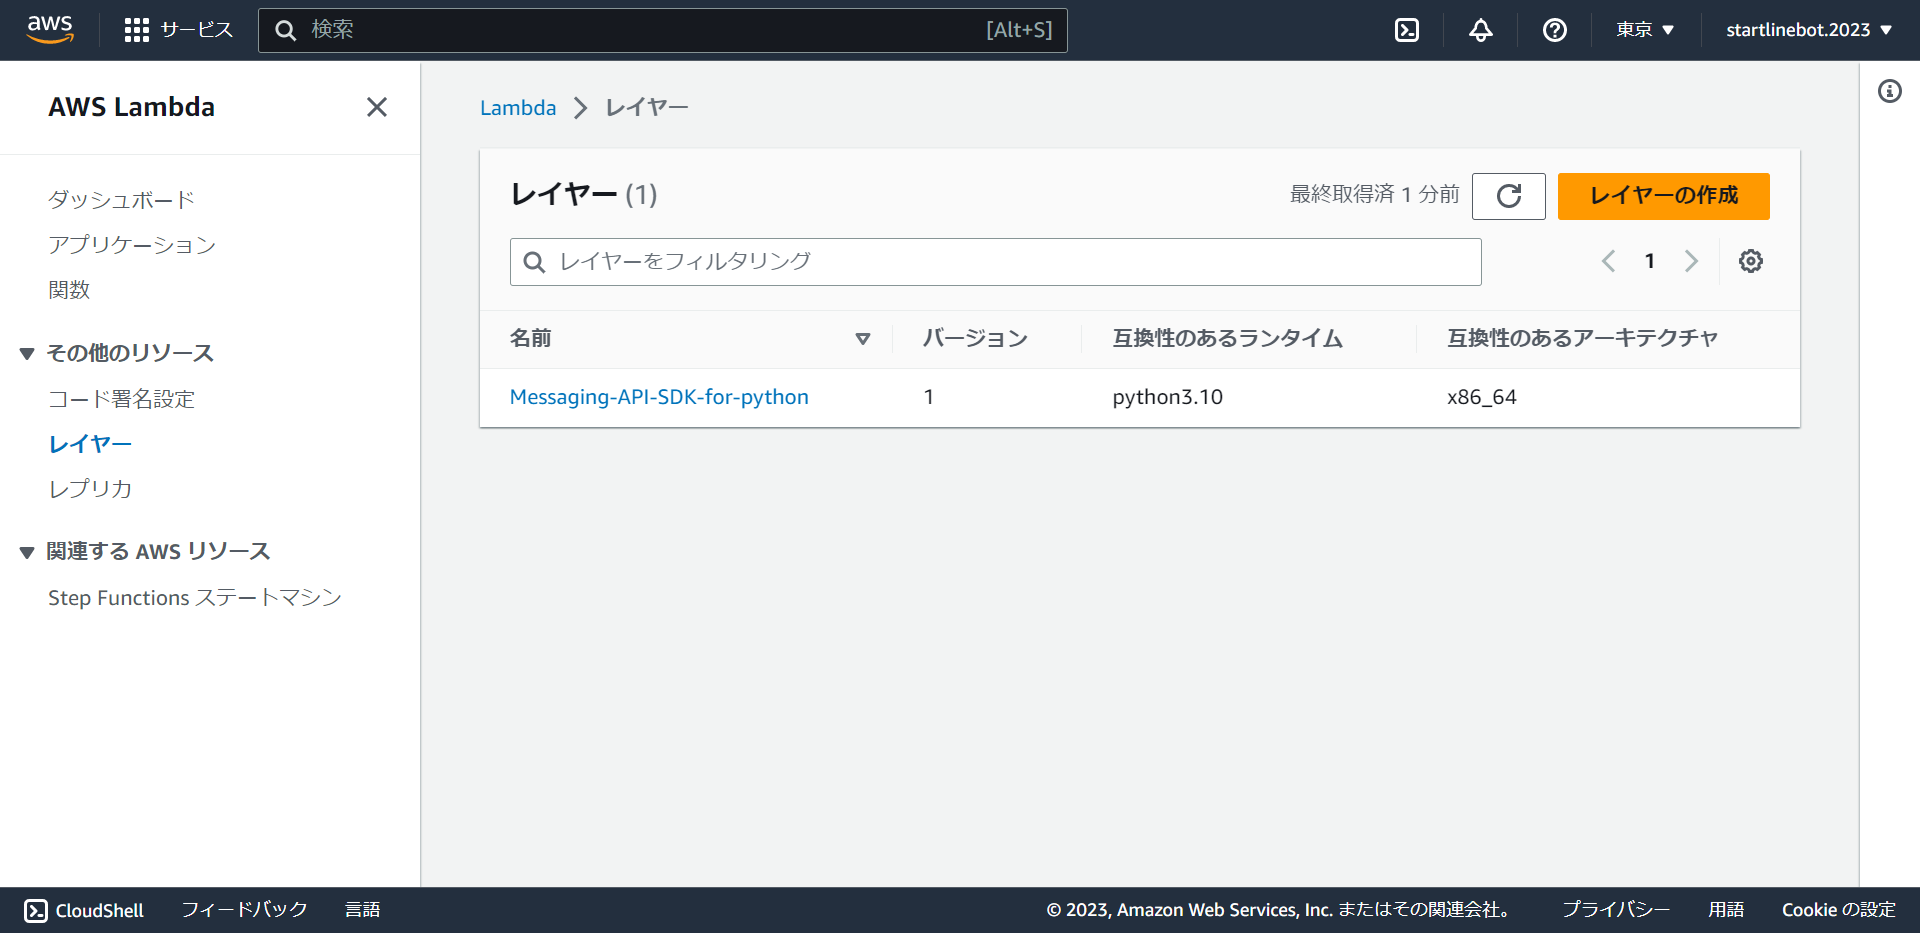 aws サービス 検索 [Alt+S] 東京 startlinebot.2023
AWS Lambda
ダッシュボード
アプリケーション
関数
その他のリソース
コード署名設定
レイヤー
レプリカ
関連する AWS リソース
Step Functions ステートマシン
Lambda レイヤー
レイヤー (1)
最終取得済 1 分前 レイヤーの作成
レイヤーをフィルタリング 1
名前 バージョン 互換性のあるランタイム 互換性のあるアーキテクチャ
Messaging-API-SDK-for-python 1 python3.10 x86_64
CloudShell フィードバック 言語 © 2023, Amazon Web Services, Inc. またはその関連会社。 プライバシー 用語 Cookie の設定